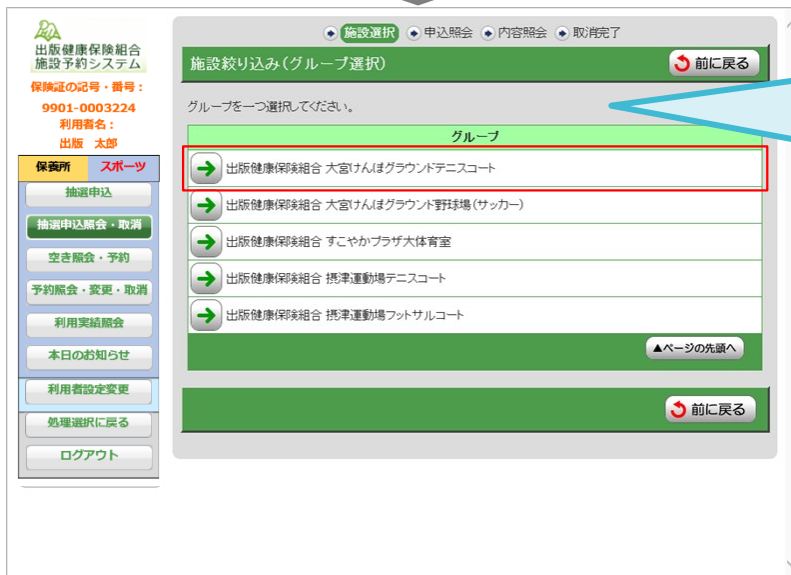 出版健康保険組合
施設予約システム
保険証の記号・番号：
9901-0003224
利用者名：
出版 太郎
保養所 スポーツ
抽選申込
抽選申込照会・取消
空き照会・予約
予約照会・変更・取消
利用実績照会
本日のお知らせ
利用者設定変更
処理選択に戻る
ログアウト
施設選択 申込照会 内容照会 取消完了
施設絞り込み(グループ選択)
前に戻る
グループを一つ選択してください。
グループ
出版健康保険組合 大宮けんぽグラウンドテニスコート
出版健康保険組合 大宮けんぽグラウンド野球場(サッカー)
出版健康保険組合 すこやかプラザ大体育室
出版健康保険組合 摂津運動場テニスコート
出版健康保険組合 摂津運動場フットサルコート
▲ページの先頭へ
前に戻る